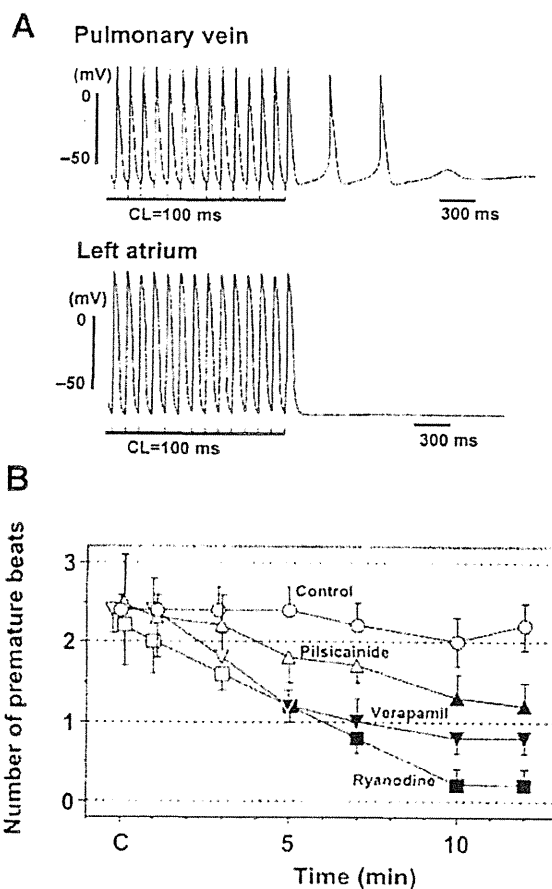 A
Pulmonary vein
(mV)
0
−50
CL=100 ms
300 ms
Left atrium
(mV)
0
−50
CL=100 ms
300 ms
B
Number of premature beats
3
2
1
0
Control
Pilsicainide
Verapamil
Ryanodine
C
5
10
Time (min)